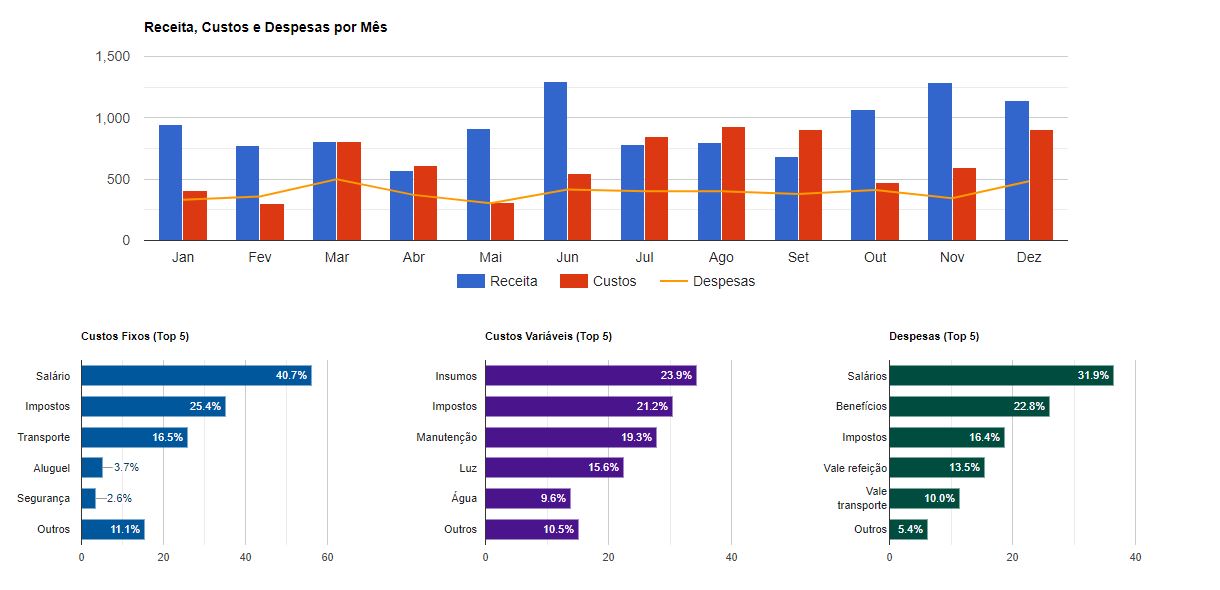 Receita, Custos e Despesas por Mês
1,500
1,000
500
0
Jan Fev Mar Abr Mai Jun Jul Ago Set Out Nov Dez
Receita Custos Despesas
Custos Fixos (Top 5)
Salário 40.7%
Impostos 25.4%
Transporte 16.5%
Aluguel 3.7%
Segurança 2.6%
Outros 11.1%
0 20 40 60
Custos Variáveis (Top 5)
Insumos 23.9%
Impostos 21.2%
Manutenção 19.3%
Luz 15.6%
Água 9.6%
Outros 10.5%
0 20 40
Despesas (Top 5)
Salários 31.9%
Benefícios 22.8%
Impostos 16.4%
Vale refeição 13.5%
Vale
transporte 10.0%
Outros 5.4%
0 20 40